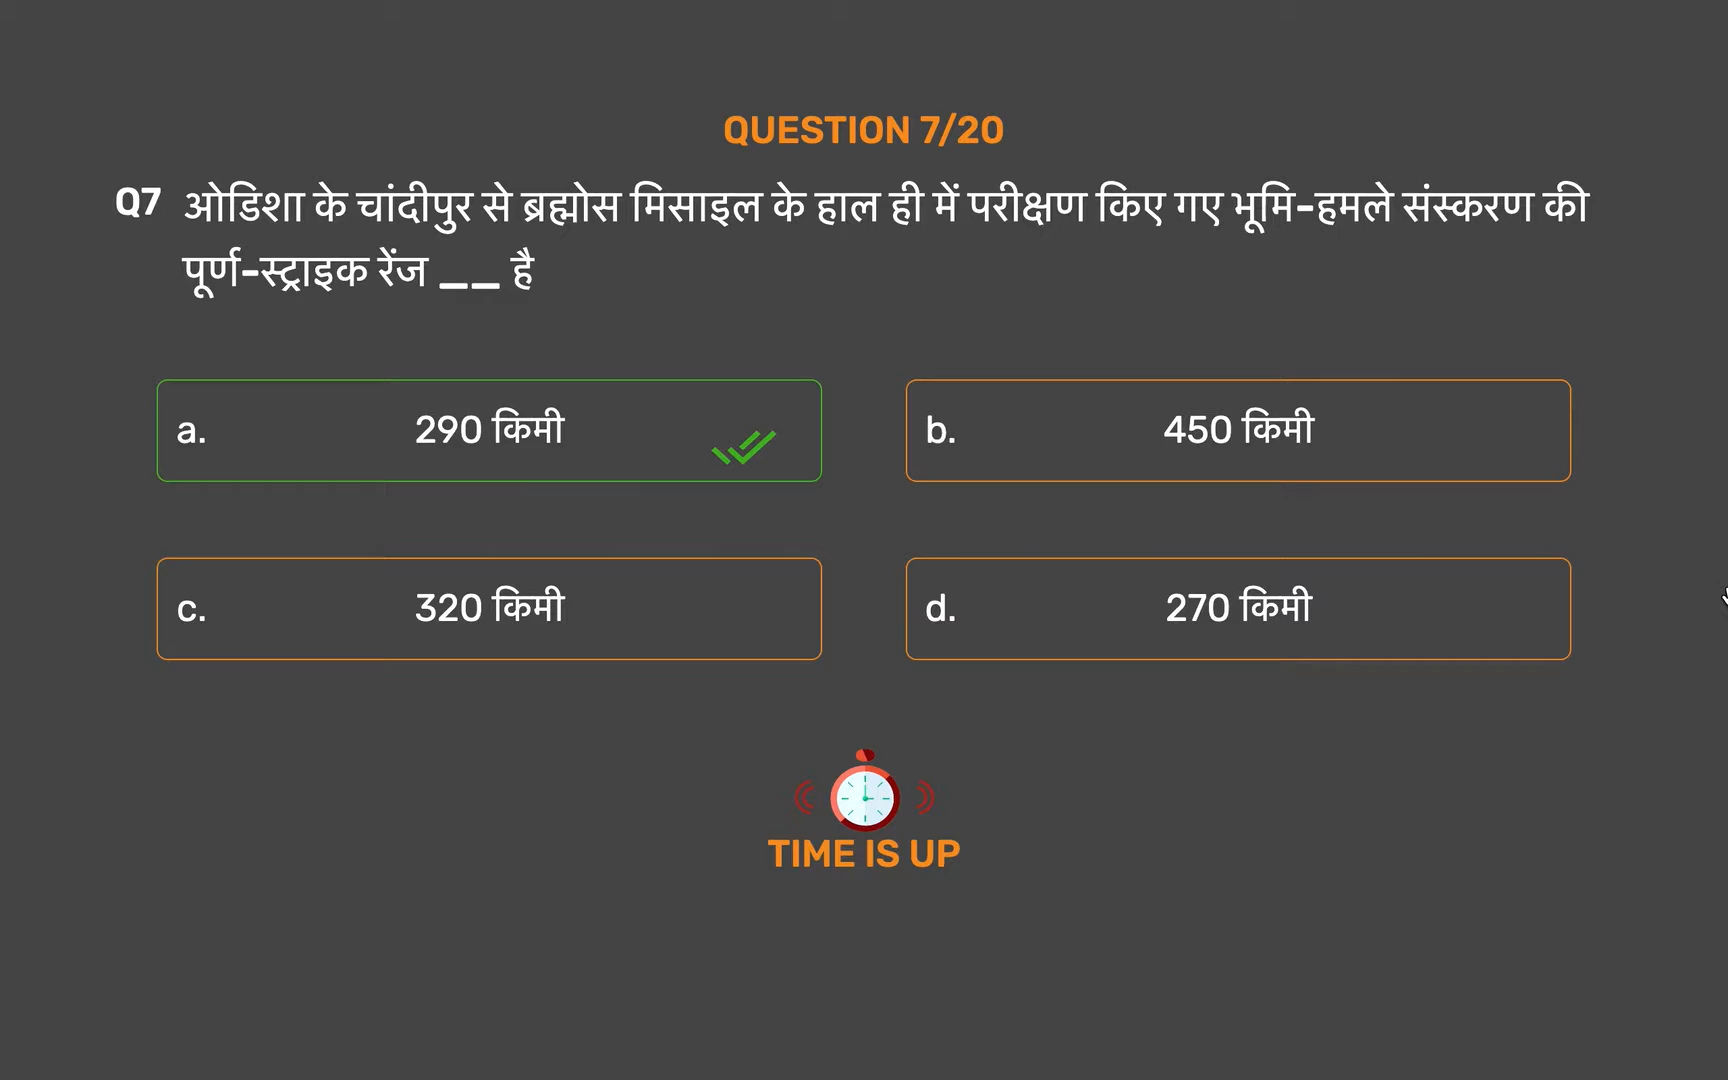 QUESTION 7/20
Q7 ओडिशा के चांदीपुर से ब्रह्मोस मिसाइल के हाल ही में परीक्षण किए गए भूमि-हमले संस्करण की
पूर्ण-स्ट्राइक रेंज __ है
a. 290 किमी
b. 450 किमी
c. 320 किमी
d. 270 किमी
TIME IS UP